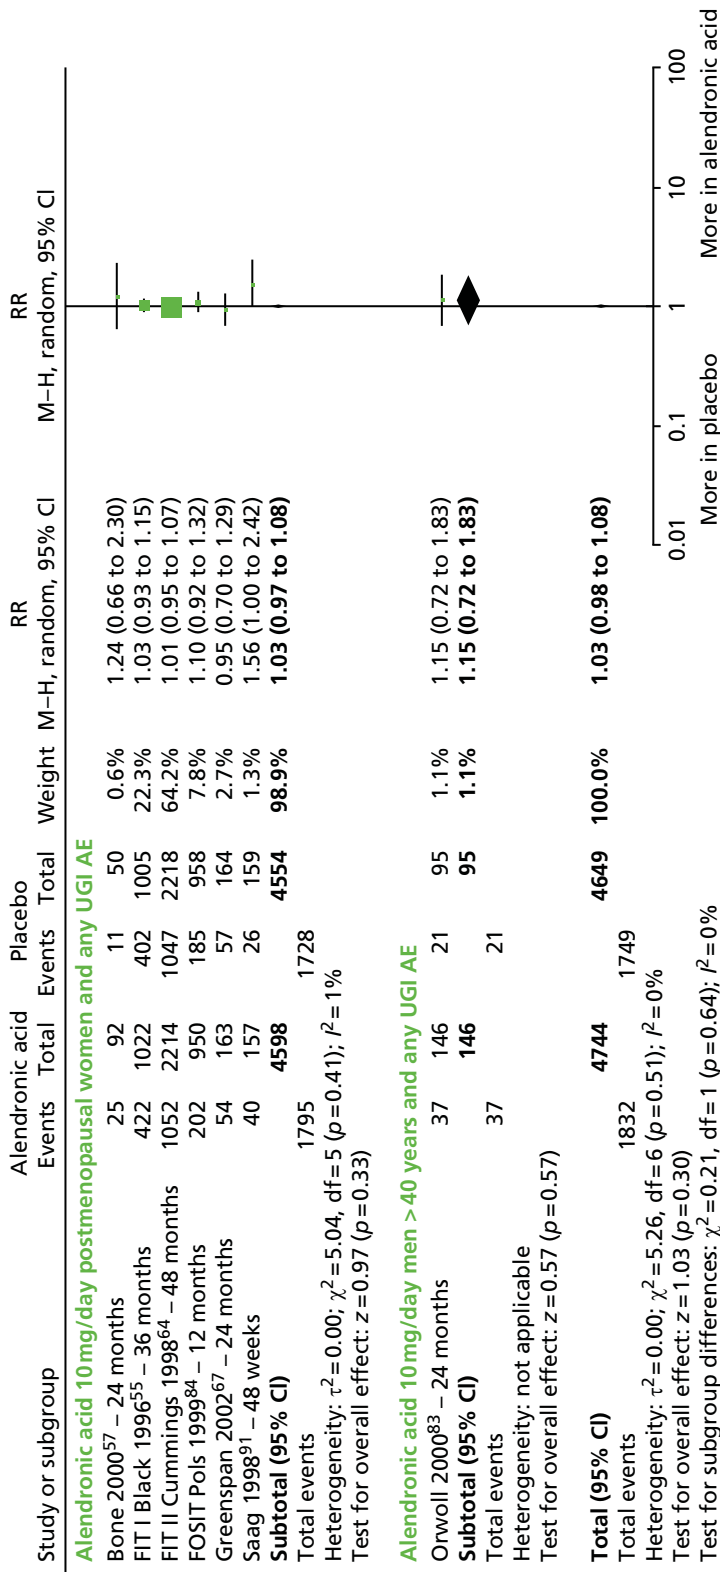 Alendronic acid Placebo RR RR
Study or subgroup Events Total Events Total Weight M–H, random, 95% CI M–H, random, 95% CI
Alendronic acid 10 mg/day postmenopausal women and any UGI AE
Bone 2000⁵⁷ – 24 months 25 92 11 50 0.6% 1.24 (0.66 to 2.30)
FIT I Black 1996⁵⁵ – 36 months 422 1022 402 1005 22.3% 1.03 (0.93 to 1.15)
FIT II Cummings 1998⁶⁴ – 48 months 1052 2214 1047 2218 64.2% 1.01 (0.95 to 1.07)
FOSIT Pols 1999⁸⁴ – 12 months 202 950 185 958 7.8% 1.10 (0.92 to 1.32)
Greenspan 2002⁶⁷ – 24 months 54 163 57 164 2.7% 0.95 (0.70 to 1.29)
Saag 1998⁹¹ – 48 weeks 40 157 26 159 1.3% 1.56 (1.00 to 2.42)
Subtotal (95% CI) 4598 4554 98.9% 1.03 (0.97 to 1.08)
Total events 1795 1728
Heterogeneity: τ²=0.00; χ²=5.04, df=5 (p=0.41); I²=1%
Test for overall effect: z=0.97 (p=0.33)
Alendronic acid 10 mg/day men >40 years and any UGI AE
Orwoll 2000⁸³ – 24 months 37 146 21 95 1.1% 1.15 (0.72 to 1.83)
Subtotal (95% CI) 146 95 1.1% 1.15 (0.72 to 1.83)
Total events 37 21
Heterogeneity: not applicable
Test for overall effect: z=0.57 (p=0.57)
Total (95% CI) 4744 4649 100.0% 1.03 (0.98 to 1.08)
Total events 1832 1749
Heterogeneity: τ²=0.00; χ²=5.26, df=6 (p=0.51); I²=0%
Test for overall effect: z=1.03 (p=0.30)
Test for subgroup differences: χ²=0.21, df=1 (p=0.64); I²=0%
0.01 0.1 1 10 100
More in placebo More in alendronic acid